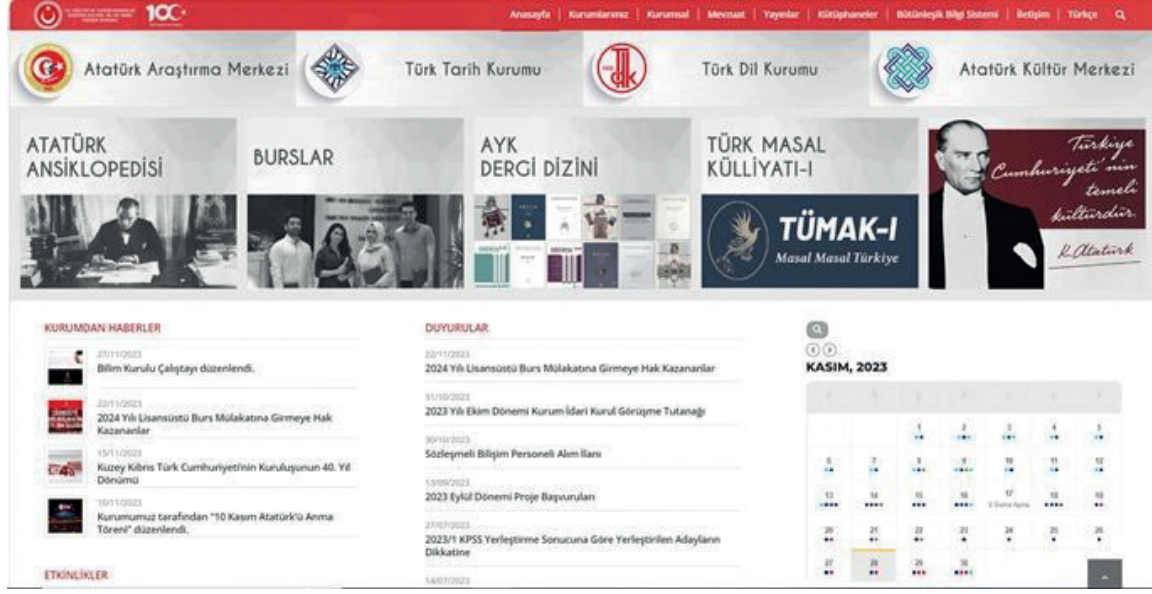 100
Anasayfa | Kurumlarımız | Kurumsal | Mevzuat | Yayınlar | Kütüphaneler | Bütünleşik Bilgi Sistemi | İletişim | Türkçe
Atatürk Araştırma Merkezi
Türk Tarih Kurumu
Türk Dil Kurumu
Atatürk Kültür Merkezi
ATATÜRK
ANSİKLOPEDİSİ
BURSLAR
AYK
DERGİ DİZİNİ
TÜRK MASAL
KÜLLİYATI-I
TÜMAK-I
Masal Masal Türkiye
Türkiye
Cumhuriyeti'nin
temeli
kültürdür.
K.Atatürk
KURUMDAN HABERLER
27/11/2023
Bilim Kurulu Çalıştayı düzenlendi.
22/11/2023
2024 Yılı Lisansüstü Burs Mülakatına Girmeye Hak
Kazananlar
15/11/2023
Kuzey Kıbrıs Türk Cumhuriyeti'nin Kuruluşunun 40. Yıl
Dönümü
10/11/2023
Kurumumuz tarafından "10 Kasım Atatürk'ü Anma
Töreni" düzenlendi.
ETKİNLİKLER
DUYURULAR
22/11/2023
2024 Yılı Lisansüstü Burs Mülakatına Girmeye Hak Kazananlar
31/10/2023
2023 Yılı Ekim Dönemi Kurum İdari Kurul Görüşme Tutanağı
30/10/2023
Sözleşmeli Bilişim Personeli Alım İlanı
13/09/2023
2023 Eylül Dönemi Proje Başvuruları
27/07/2023
2023/1 KPSS Yerleştirme Sonucuna Göre Yerleştirilen Adayların
Dikkatine
14/07/2023
KASIM, 2023
1 2 3 4 5
6 7 8 9 10 11 12
13 14 15 16 17 18 19
20 21 22 23 24 25 26
27 28 29 30